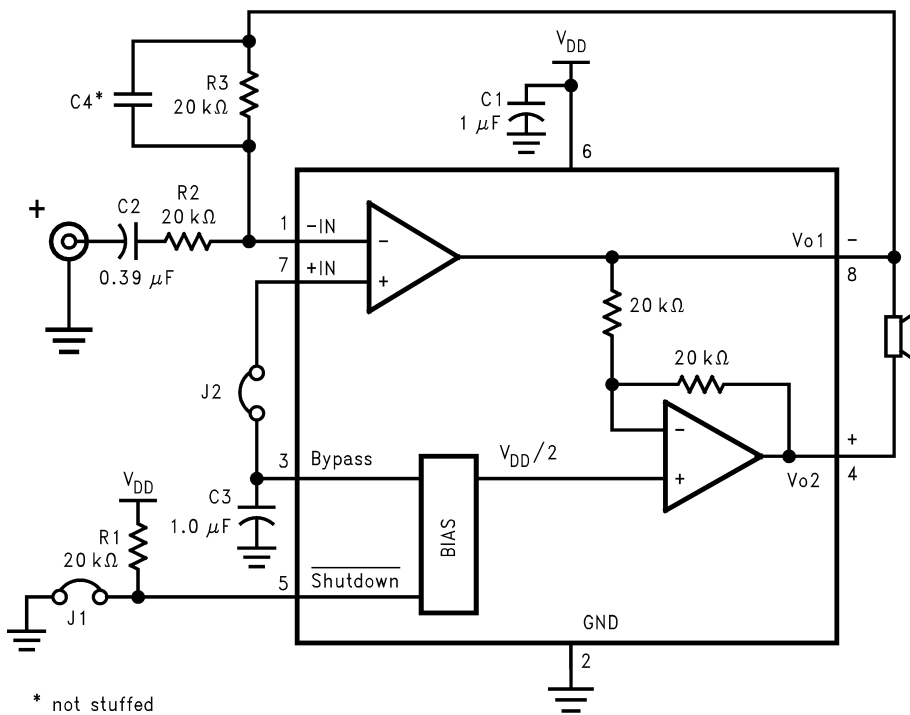 V_DD
R3
20 kΩ
C4*
C1
1 µF
6
+
C2
R2
20 kΩ
0.39 µF
1
-IN
7
+IN
-
+
Vo1
-
8
20 kΩ
20 kΩ
J2
3
Bypass
V_DD/2
-
+
+
4
Vo2
C3
1.0 µF
BIAS
V_DD
R1
20 kΩ
5
Shutdown
J1
GND
2
* not stuffed